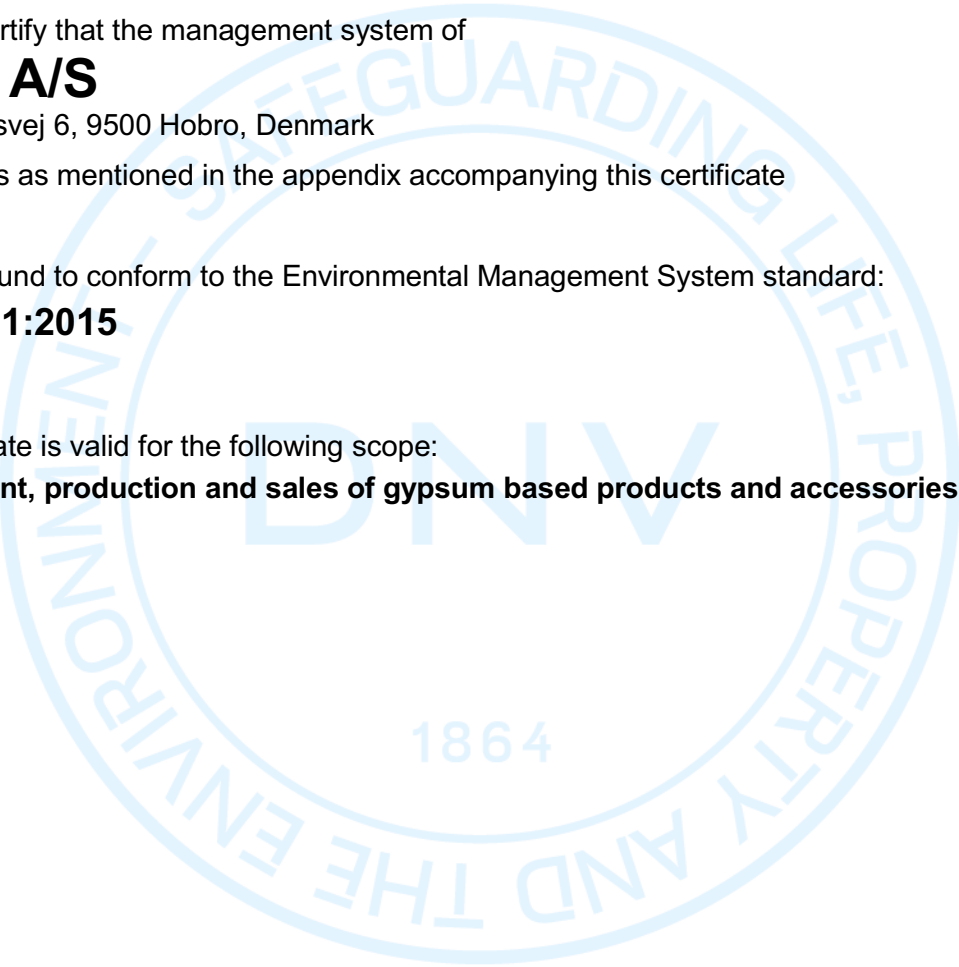 rtify that the management system of
A/S
svej 6, 9500 Hobro, Denmark
s as mentioned in the appendix accompanying this certificate
und to conform to the Environmental Management System standard:
1:2015
ate is valid for the following scope:
nt, production and sales of gypsum based products and accessories
SAFEGUARDING LIFE, PROPERTY AND THE ENVIRONMENT –
DNV
1864